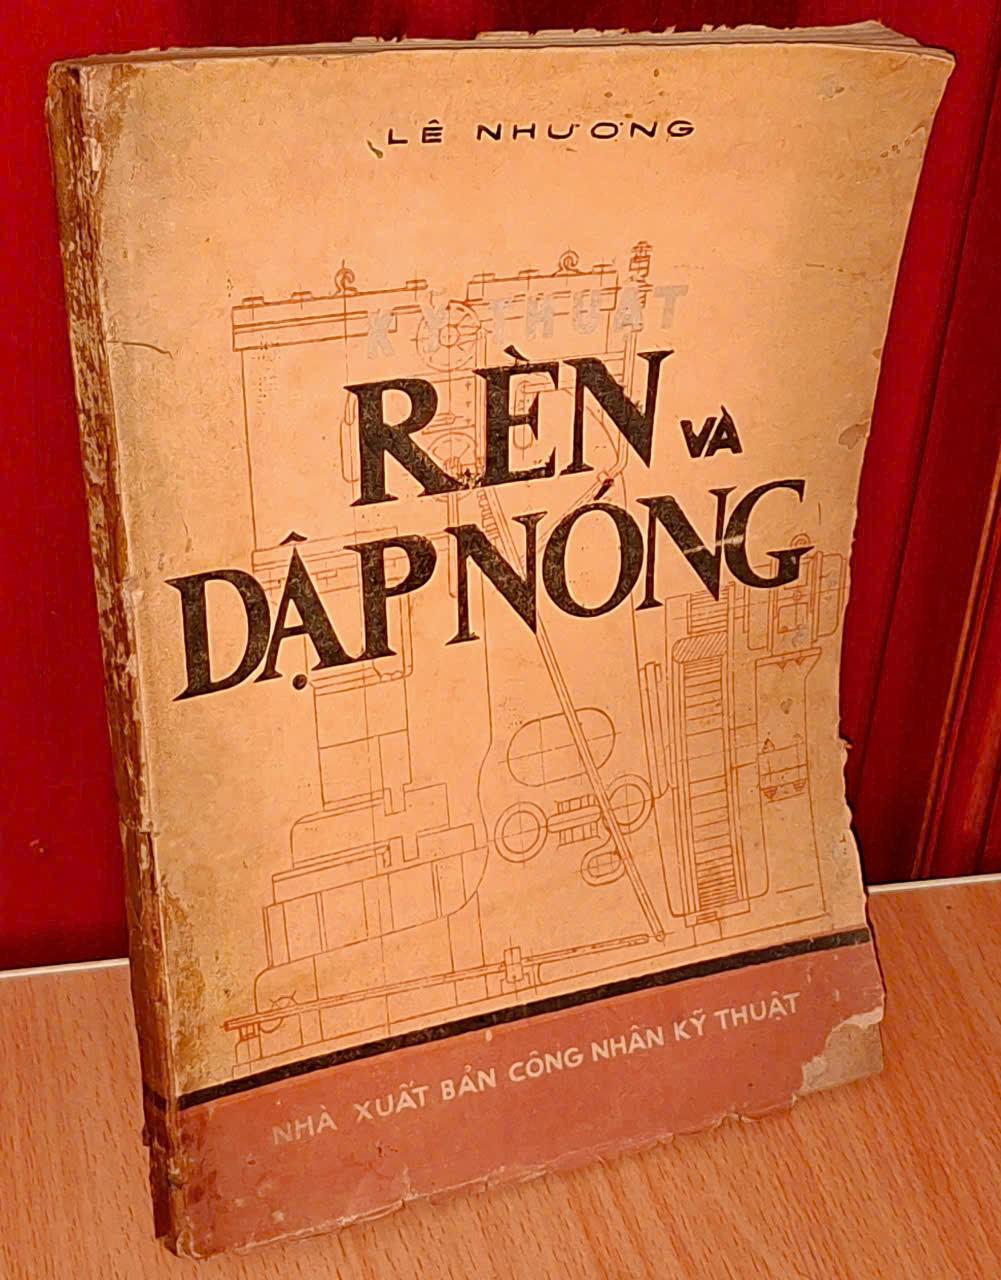 LÊ NHƯƠNG
KỸ THUẬT
RÈN VÀ
DẬP NÓNG
NHÀ XUẤT BẢN CÔNG NHÂN KỸ THUẬT